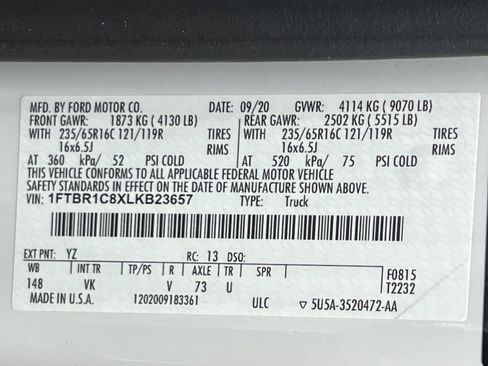 MFD. BY FORD MOTOR CO. DATE: 09/20 GVWR: 4114 KG ( 9070 LB)
FRONT GAWR: 1873 KG ( 4130 LB) REAR GAWR: 2502 KG ( 5515 LB)
WITH 235/65R16C 121/119R TIRES WITH 235/65R16C 121/119R TIRES
16x6.5J RIMS 16x6.5J RIMS
AT 360 kPa/ 52 PSI COLD AT 520 kPa/ 75 PSI COLD
THIS VEHICLE CONFORMS TO ALL APPLICABLE FEDERAL MOTOR VEHICLE
SAFETY STANDARDS IN EFFECT ON THE DATE OF MANUFACTURE SHOWN ABOVE.
VIN: 1FTBR1C8XLKB23657 TYPE: Truck
EXT PNT: YZ RC: 13 DSO:
WB INT TR TP/PS R AXLE TR SPR F0815
148 VK V 73 U T2232
MADE IN U.S.A. 1202009183361 ULC ▽ 5U5A-3520472-AA